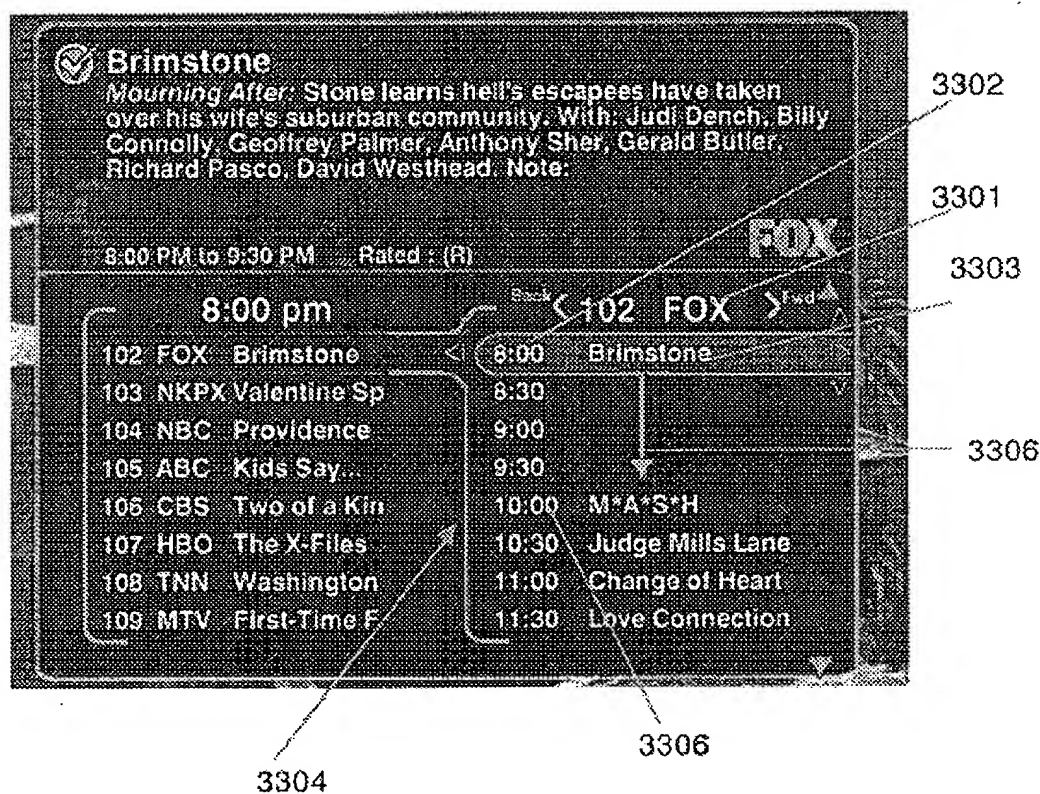 Brimstone
Mourning After: Stone learns hell's escapees have taken
over his wife's suburban community. With: Judi Dench, Billy
Connolly, Geoffrey Palmer, Anthony Sher, Gerald Butler,
Richard Pasco, David Westhead. Note:
FOX
8:00 PM to 9:30 PM Rated : (R)
8:00 pm
Back 102 FOX Fwd
102 FOX Brimstone
103 NKPX Valentine Sp
104 NBC Providence
105 ABC Kids Say...
106 CBS Two of a Kin
107 HBO The X-Files
108 TNN Washington
109 MTV First-Time F
8:00 Brimstone
8:30
9:00
9:30
10:00 M*A*S*H
10:30 Judge Mills Lane
11:00 Change of Heart
11:30 Love Connection
3302
3301
3303
3306
3306
3304